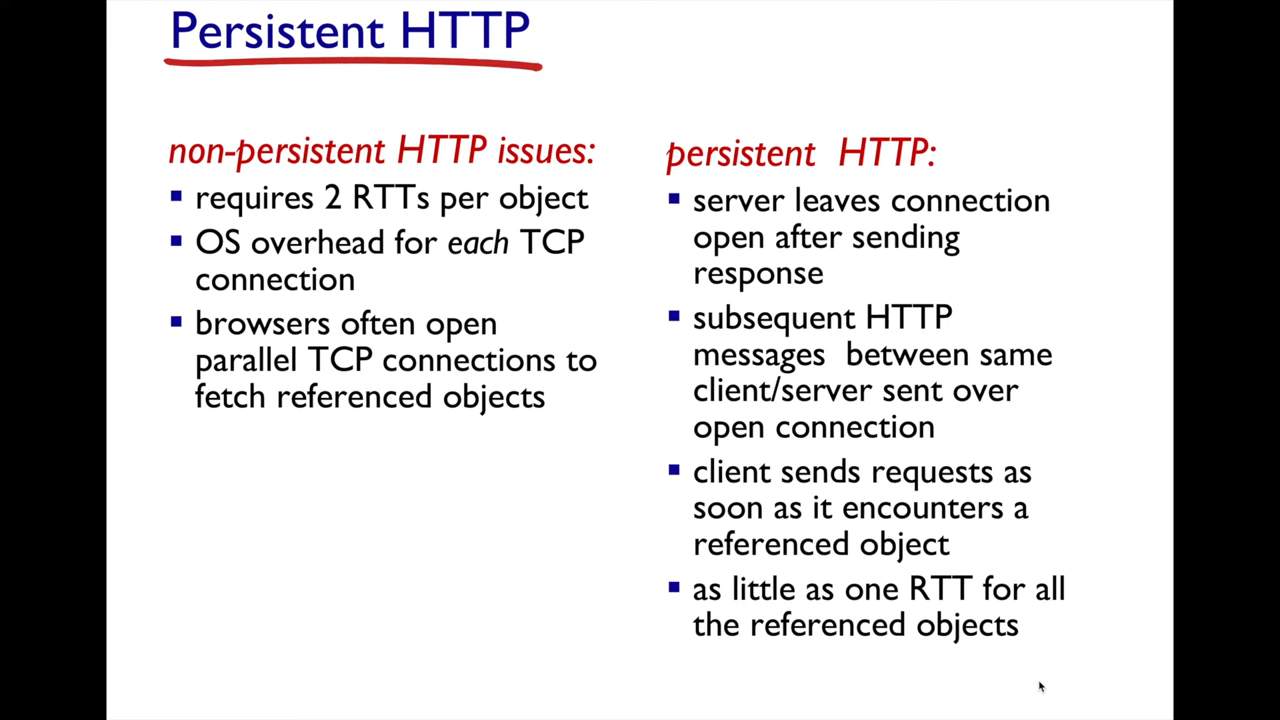 Persistent HTTP
non-persistent HTTP issues:
requires 2 RTTs per object
OS overhead for each TCP
connection
browsers often open
parallel TCP connections to
fetch referenced objects
persistent HTTP:
server leaves connection
open after sending
response
subsequent HTTP
messages between same
client/server sent over
open connection
client sends requests as
soon as it encounters a
referenced object
as little as one RTT for all
the referenced objects